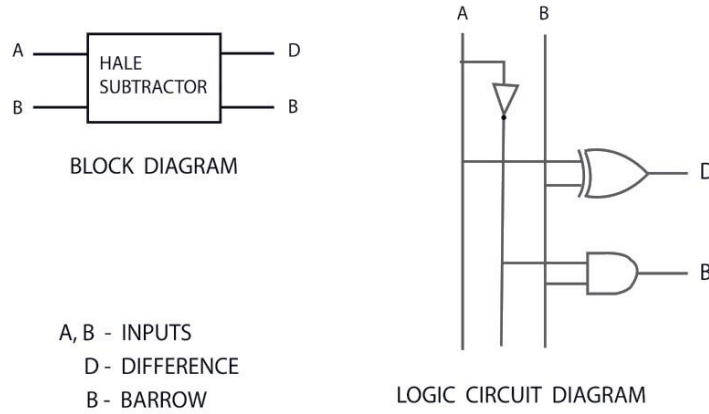 A
HALE
SUBTRACTOR
D
B
B
BLOCK DIAGRAM
A, B - INPUTS
D - DIFFERENCE
B - BARROW
A B
D
B
LOGIC CIRCUIT DIAGRAM